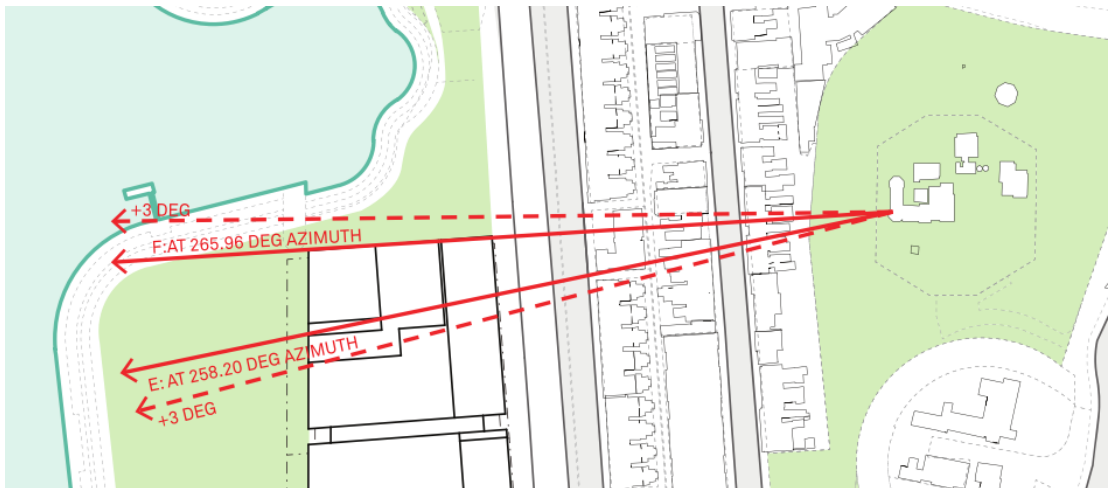 +3 DEG
F:AT 265.96 DEG AZIMUTH
E: AT 258.20 DEG AZIMUTH
+3 DEG